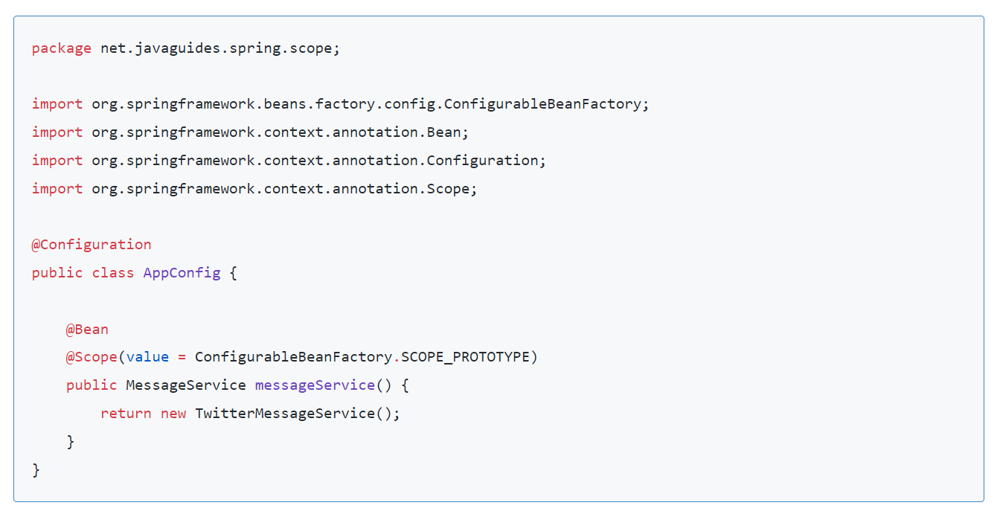 package net.javaguides.spring.scope;
import org.springframework.beans.factory.config.ConfigurableBeanFactory;
import org.springframework.context.annotation.Bean;
import org.springframework.context.annotation.Configuration;
import org.springframework.context.annotation.Scope;
@Configuration
public class AppConfig {
@Bean
@Scope(value = ConfigurableBeanFactory.SCOPE_PROTOTYPE)
public MessageService messageService() {
return new TwitterMessageService();
}
}